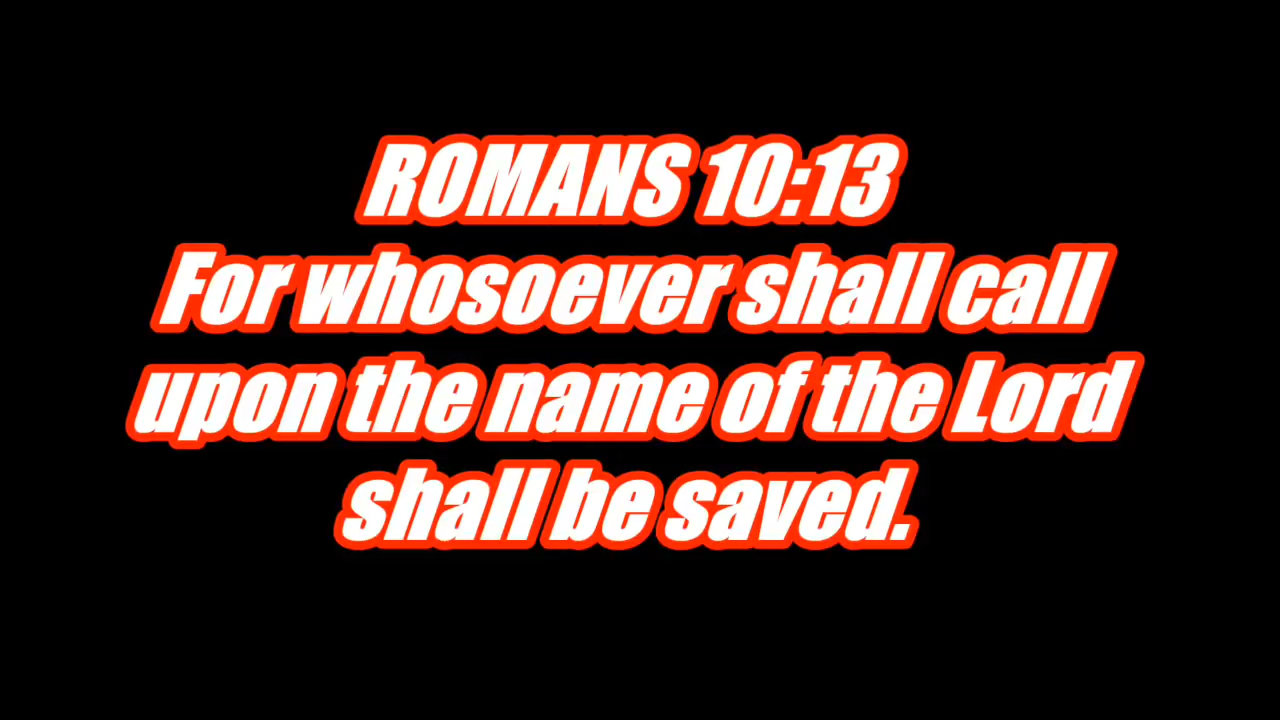 ROMANS 10:13
For whosoever shall call
upon the name of the Lord
shall be saved.